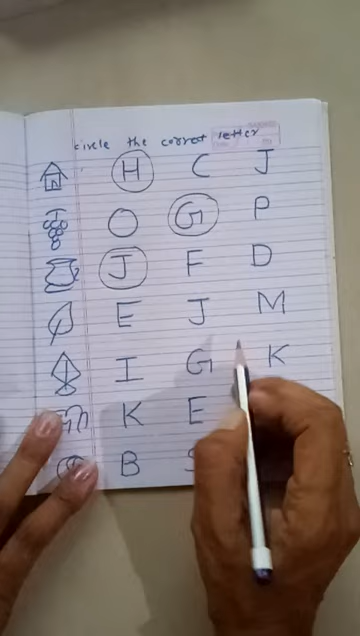 circle the correct letter
H C J
O G P
J F D
E J M
I G K
K E
B